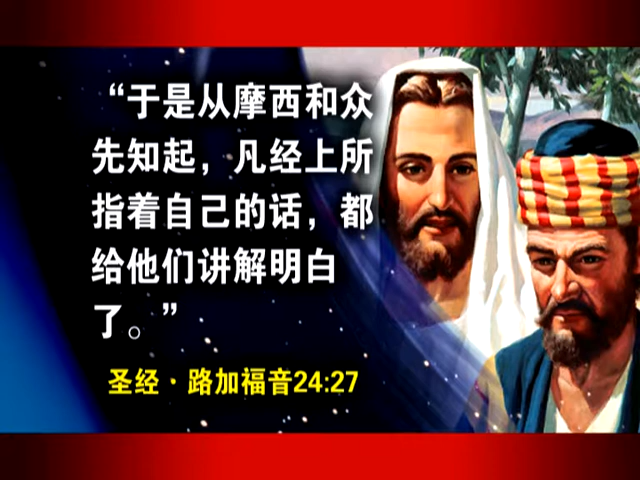 “于是从摩西和众
先知起，凡经上所
指着自己的话，都
给他们讲解明白
了。”
圣经·路加福音24:27